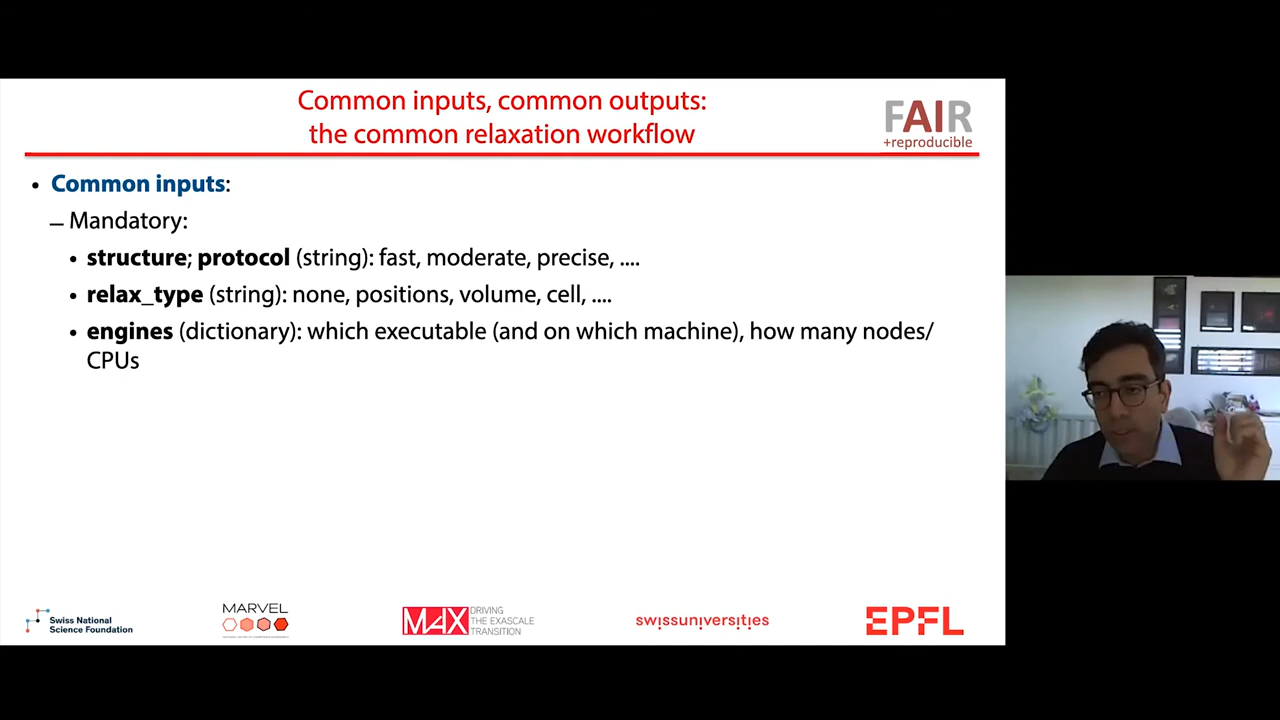 Common inputs, common outputs:
the common relaxation workflow
FAIR
+reproducible
• Common inputs:
– Mandatory:
• structure; protocol (string): fast, moderate, precise, ....
• relax_type (string): none, positions, volume, cell, ....
• engines (dictionary): which executable (and on which machine), how many nodes/
CPUs
Swiss National
Science Foundation
MARVEL
MAX
DRIVING
THE EXASCALE
TRANSITION
swissuniversities
EPFL